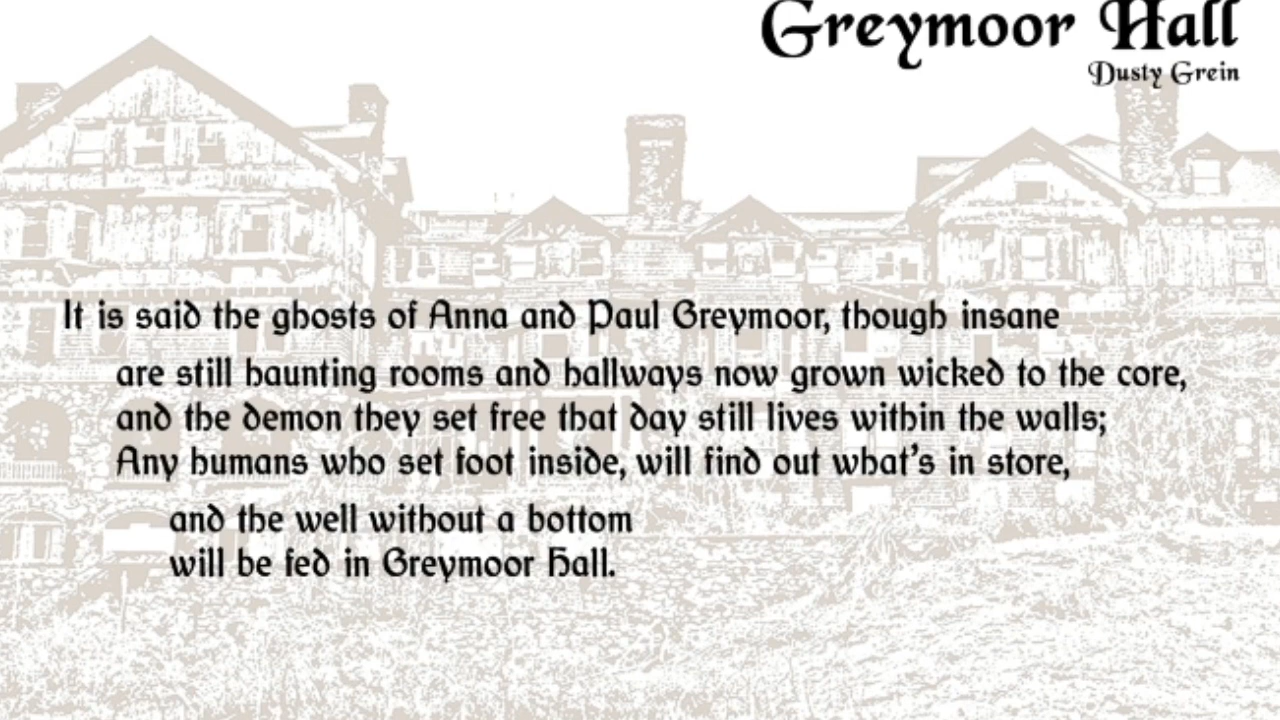 Greymoor Hall
Dusty Grein
It is said the ghosts of Anna and Paul Greymoor, though insane
are still haunting rooms and hallways now grown wicked to the core,
and the demon they set free that day still lives within the walls;
Any humans who set foot inside, will find out what's in store,
and the well without a bottom
will be fed in Greymoor Hall.